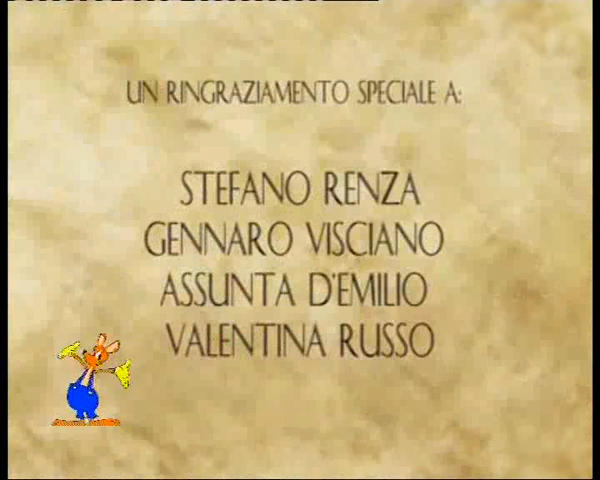 UN RINGRAZIAMENTO SPECIALE A:
STEFANO RENZA
GENNARO VISCIANO
ASSUNTA D'EMILIO
VALENTINA RUSSO